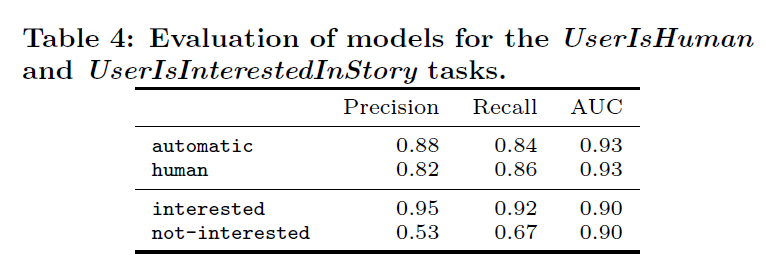 Table 4: Evaluation of models for the UserIsHuman
and UserIsInterestedInStory tasks.
Precision Recall AUC
automatic 0.88 0.84 0.93
human 0.82 0.86 0.93
interested 0.95 0.92 0.90
not-interested 0.53 0.67 0.90